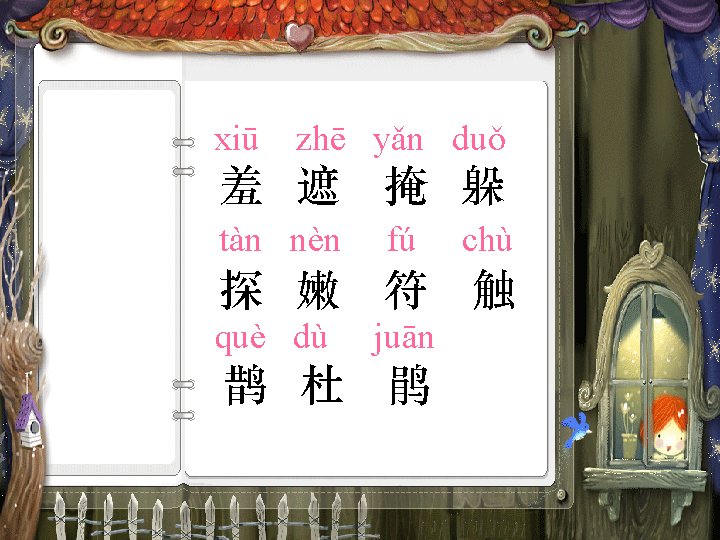 xiū zhē yǎn duǒ
羞 遮 掩 躲
tàn nèn fú chù
探 嫩 符 触
què dù juān
鹊 杜 鹃